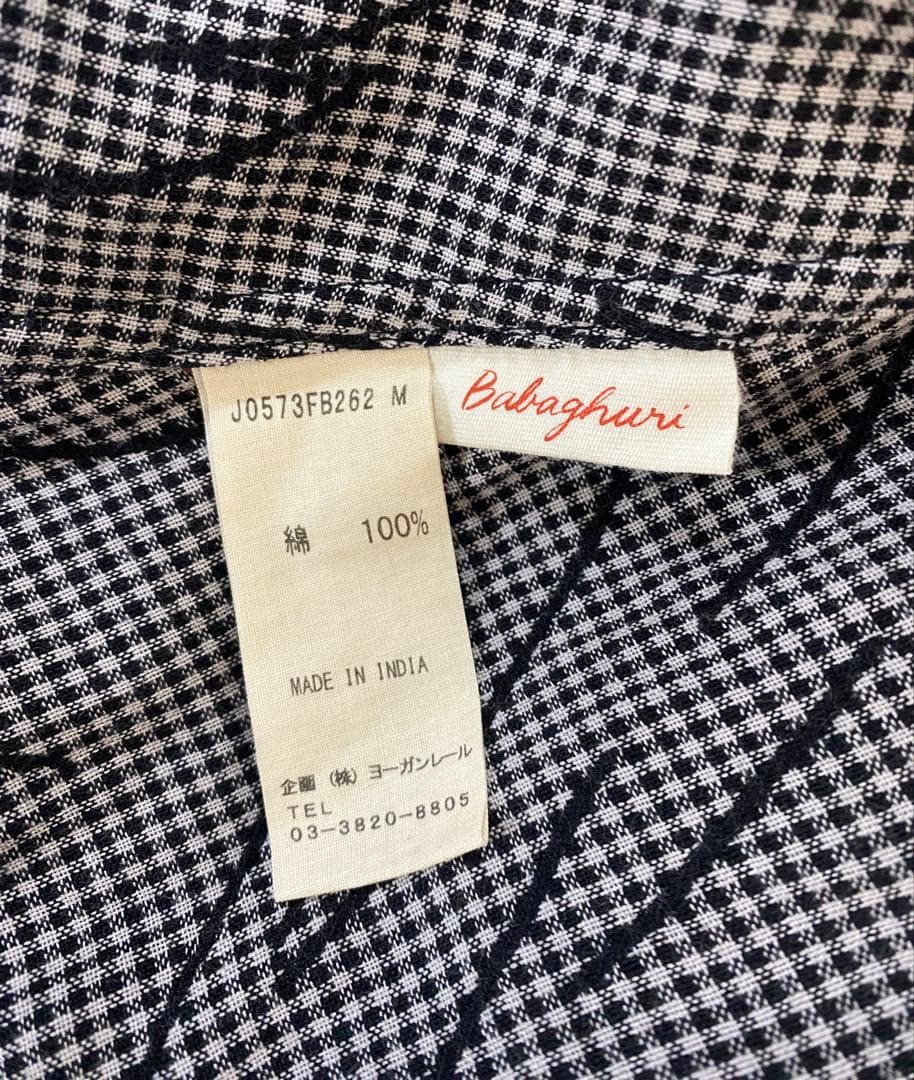 J0573FB262 M
Babaghuri
綿 100%
MADE IN INDIA
企画 (株) ヨーガンレール
TEL
03-3820-8805